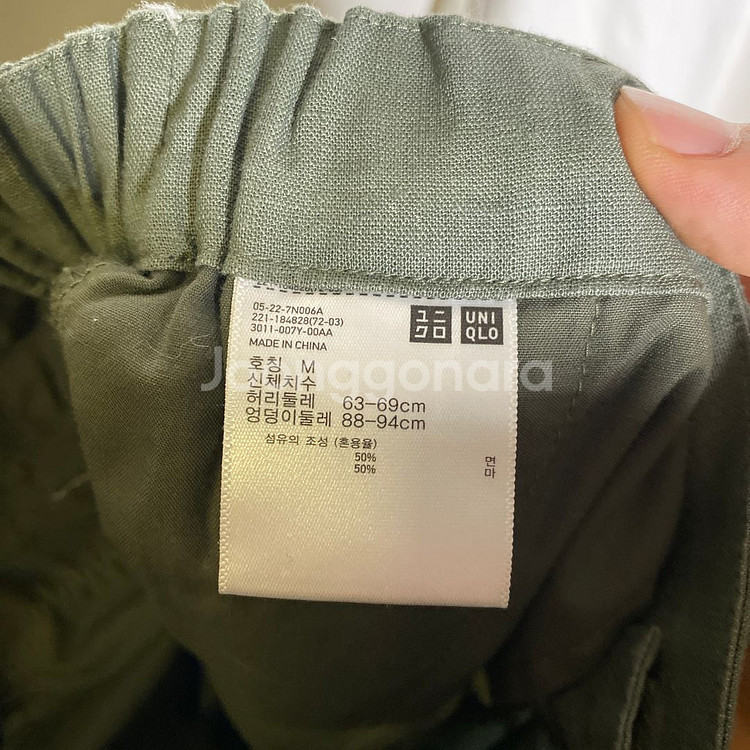 05-22-7N006A
221-184828(72-03)
3011-007Y-00AA
MADE IN CHINA
ユニ
クロ
UNI
QLO
호칭 M
신체치수
허리둘레 63-69cm
엉덩이둘레 88-94cm
섬유의 조성 (혼용율)
50% 면
50% 마
Joonggonara